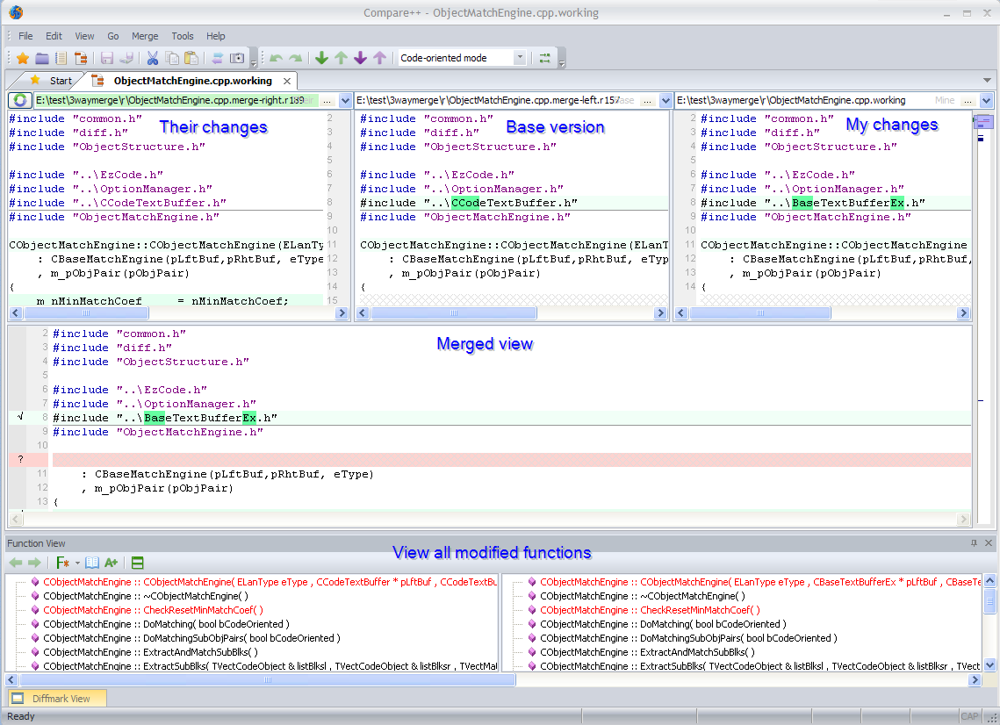 Compare++ - ObjectMatchEngine.cpp.working
File Edit View Go Merge Tools Help
Code-oriented mode
Start ObjectMatchEngine.cpp.working
E:\test\3waymerge\r\ObjectMatchEngine.cpp.merge-right.r189 ...
#include "common.h" 2
#include "diff.h" 3
#include "ObjectStructure.h" 4
5
#include "..\EzCode.h" 6
#include "..\OptionManager.h" 7
#include "..\CCodeTextBuffer.h" 8
#include "ObjectMatchEngine.h" 9
10
CObjectMatchEngine::CObjectMatchEngine(ELanTy 11
: CBaseMatchEngine(pLftBuf,pRhtBuf, eType 12
, m_pObjPair(pObjPair) 13
{ 14
m_nMinMatchCoef = nMinMatchCoef; 15
Their changes
E:\test\3waymerge\r\ObjectMatchEngine.cpp.merge-left.r157 Base ...
#include "common.h"
#include "diff.h"
#include "ObjectStructure.h"
#include "..\EzCode.h"
#include "..\OptionManager.h"
#include "..\CCodeTextBuffer.h"
#include "ObjectMatchEngine.h"
CObjectMatchEngine::CObjectMatchEngine(ELanT
: CBaseMatchEngine(pLftBuf,pRhtBuf, eTyp
, m_pObjPair(pObjPair)
{
Base version
E:\test\3waymerge\r\ObjectMatchEngine.cpp.working Mine ...
2 #include "common.h"
3 #include "diff.h"
4 #include "ObjectStructure.h"
5
6 #include "..\EzCode.h"
7 #include "..\OptionManager.h"
8 #include "..\BaseTextBufferEx.h"
9 #include "ObjectMatchEngine.h"
10
11 CObjectMatchEngine::CObjectMatchEngine
12 : CBaseMatchEngine(pLftBuf,pRhtBuf,
13 , m_pObjPair(pObjPair)
14 {
My changes
Merged view
2 #include "common.h"
3 #include "diff.h"
4 #include "ObjectStructure.h"
5
6 #include "..\EzCode.h"
7 #include "..\OptionManager.h"
√ 8 #include "..\BaseTextBufferEx.h"
9 #include "ObjectMatchEngine.h"
10
?
11 : CBaseMatchEngine(pLftBuf,pRhtBuf, eType)
12 , m_pObjPair(pObjPair)
13 {
Function View
View all modified functions
F* A+
CObjectMatchEngine :: CObjectMatchEngine( ELanType eType , CCodeTextBuffer * pLftBuf , CCodeTextBu
CObjectMatchEngine :: ~CObjectMatchEngine( )
CObjectMatchEngine :: CheckResetMinMatchCoef( )
CObjectMatchEngine :: DoMatching( bool bCodeOriented )
CObjectMatchEngine :: DoMatchingSubObjPairs( bool bCodeOriented )
CObjectMatchEngine :: ExtractAndMatchSubBlks( )
CObjectMatchEngine :: ExtractSubBlks( TVectCodeObject & listBlksl , TVectCodeObject & listBlksr , TVectMat
CObjectMatchEngine :: CObjectMatchEngine( ELanType eType , CBaseTextBufferEx * pLftBuf , CBaseTe
CObjectMatchEngine :: ~CObjectMatchEngine( )
CObjectMatchEngine :: CheckResetMinMatchCoef( )
CObjectMatchEngine :: DoMatching( bool bCodeOriented )
CObjectMatchEngine :: DoMatchingSubObjPairs( bool bCodeOriented )
CObjectMatchEngine :: ExtractAndMatchSubBlks( )
CObjectMatchEngine :: ExtractSubBlks( TVectCodeObject & listBlksl , TVectCodeObject & listBlksr , TVect
Diffmark View
Ready CAP